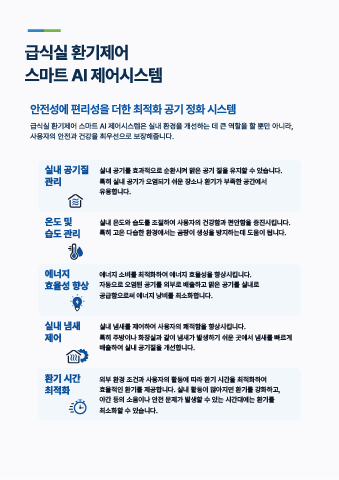 급식실 환기제어
스마트 AI 제어시스템
안전성에 편리성을 더한 최적화 공기 정화 시스템
급식실 환기제어 스마트 AI 제어시스템은 실내 환경을 개선하는 데 큰 역할을 할 뿐만 아니라,
사용자의 안전과 건강을 최우선으로 보장해줍니다.
실내 공기질
관리
실내 공기를 효과적으로 순환시켜 맑은 공기 질을 유지할 수 있습니다.
특히 실내 공기가 오염되기 쉬운 장소나 환기가 부족한 공간에서
유용합니다.
온도 및
습도 관리
실내 온도와 습도를 조절하여 사용자의 건강함과 편안함을 증진시킵니다.
특히 고온 다습한 환경에서는 곰팡이 생성을 방지하는데 도움이 됩니다.
에너지
효율성 향상
에너지 소비를 최적화하여 에너지 효율성을 향상시킵니다.
자동으로 오염된 공기를 외부로 배출하고 맑은 공기를 실내로
공급함으로써 에너지 낭비를 최소화합니다.
실내 냄새
제어
실내 냄새를 제어하여 사용자의 쾌적함을 향상시킵니다.
특히 주방이나 화장실과 같이 냄새가 발생하기 쉬운 곳에서 냄새를 빠르게
배출하여 실내 공기질을 개선합니다.
환기 시간
최적화
외부 환경 조건과 사용자의 활동에 따라 환기 시간을 최적화하여
효율적인 환기를 제공합니다. 실내 활동이 많아지면 환기를 강화하고,
야간 등의 소음이나 안전 문제가 발생할 수 있는 시간대에는 환기를
최소화할 수 있습니다.